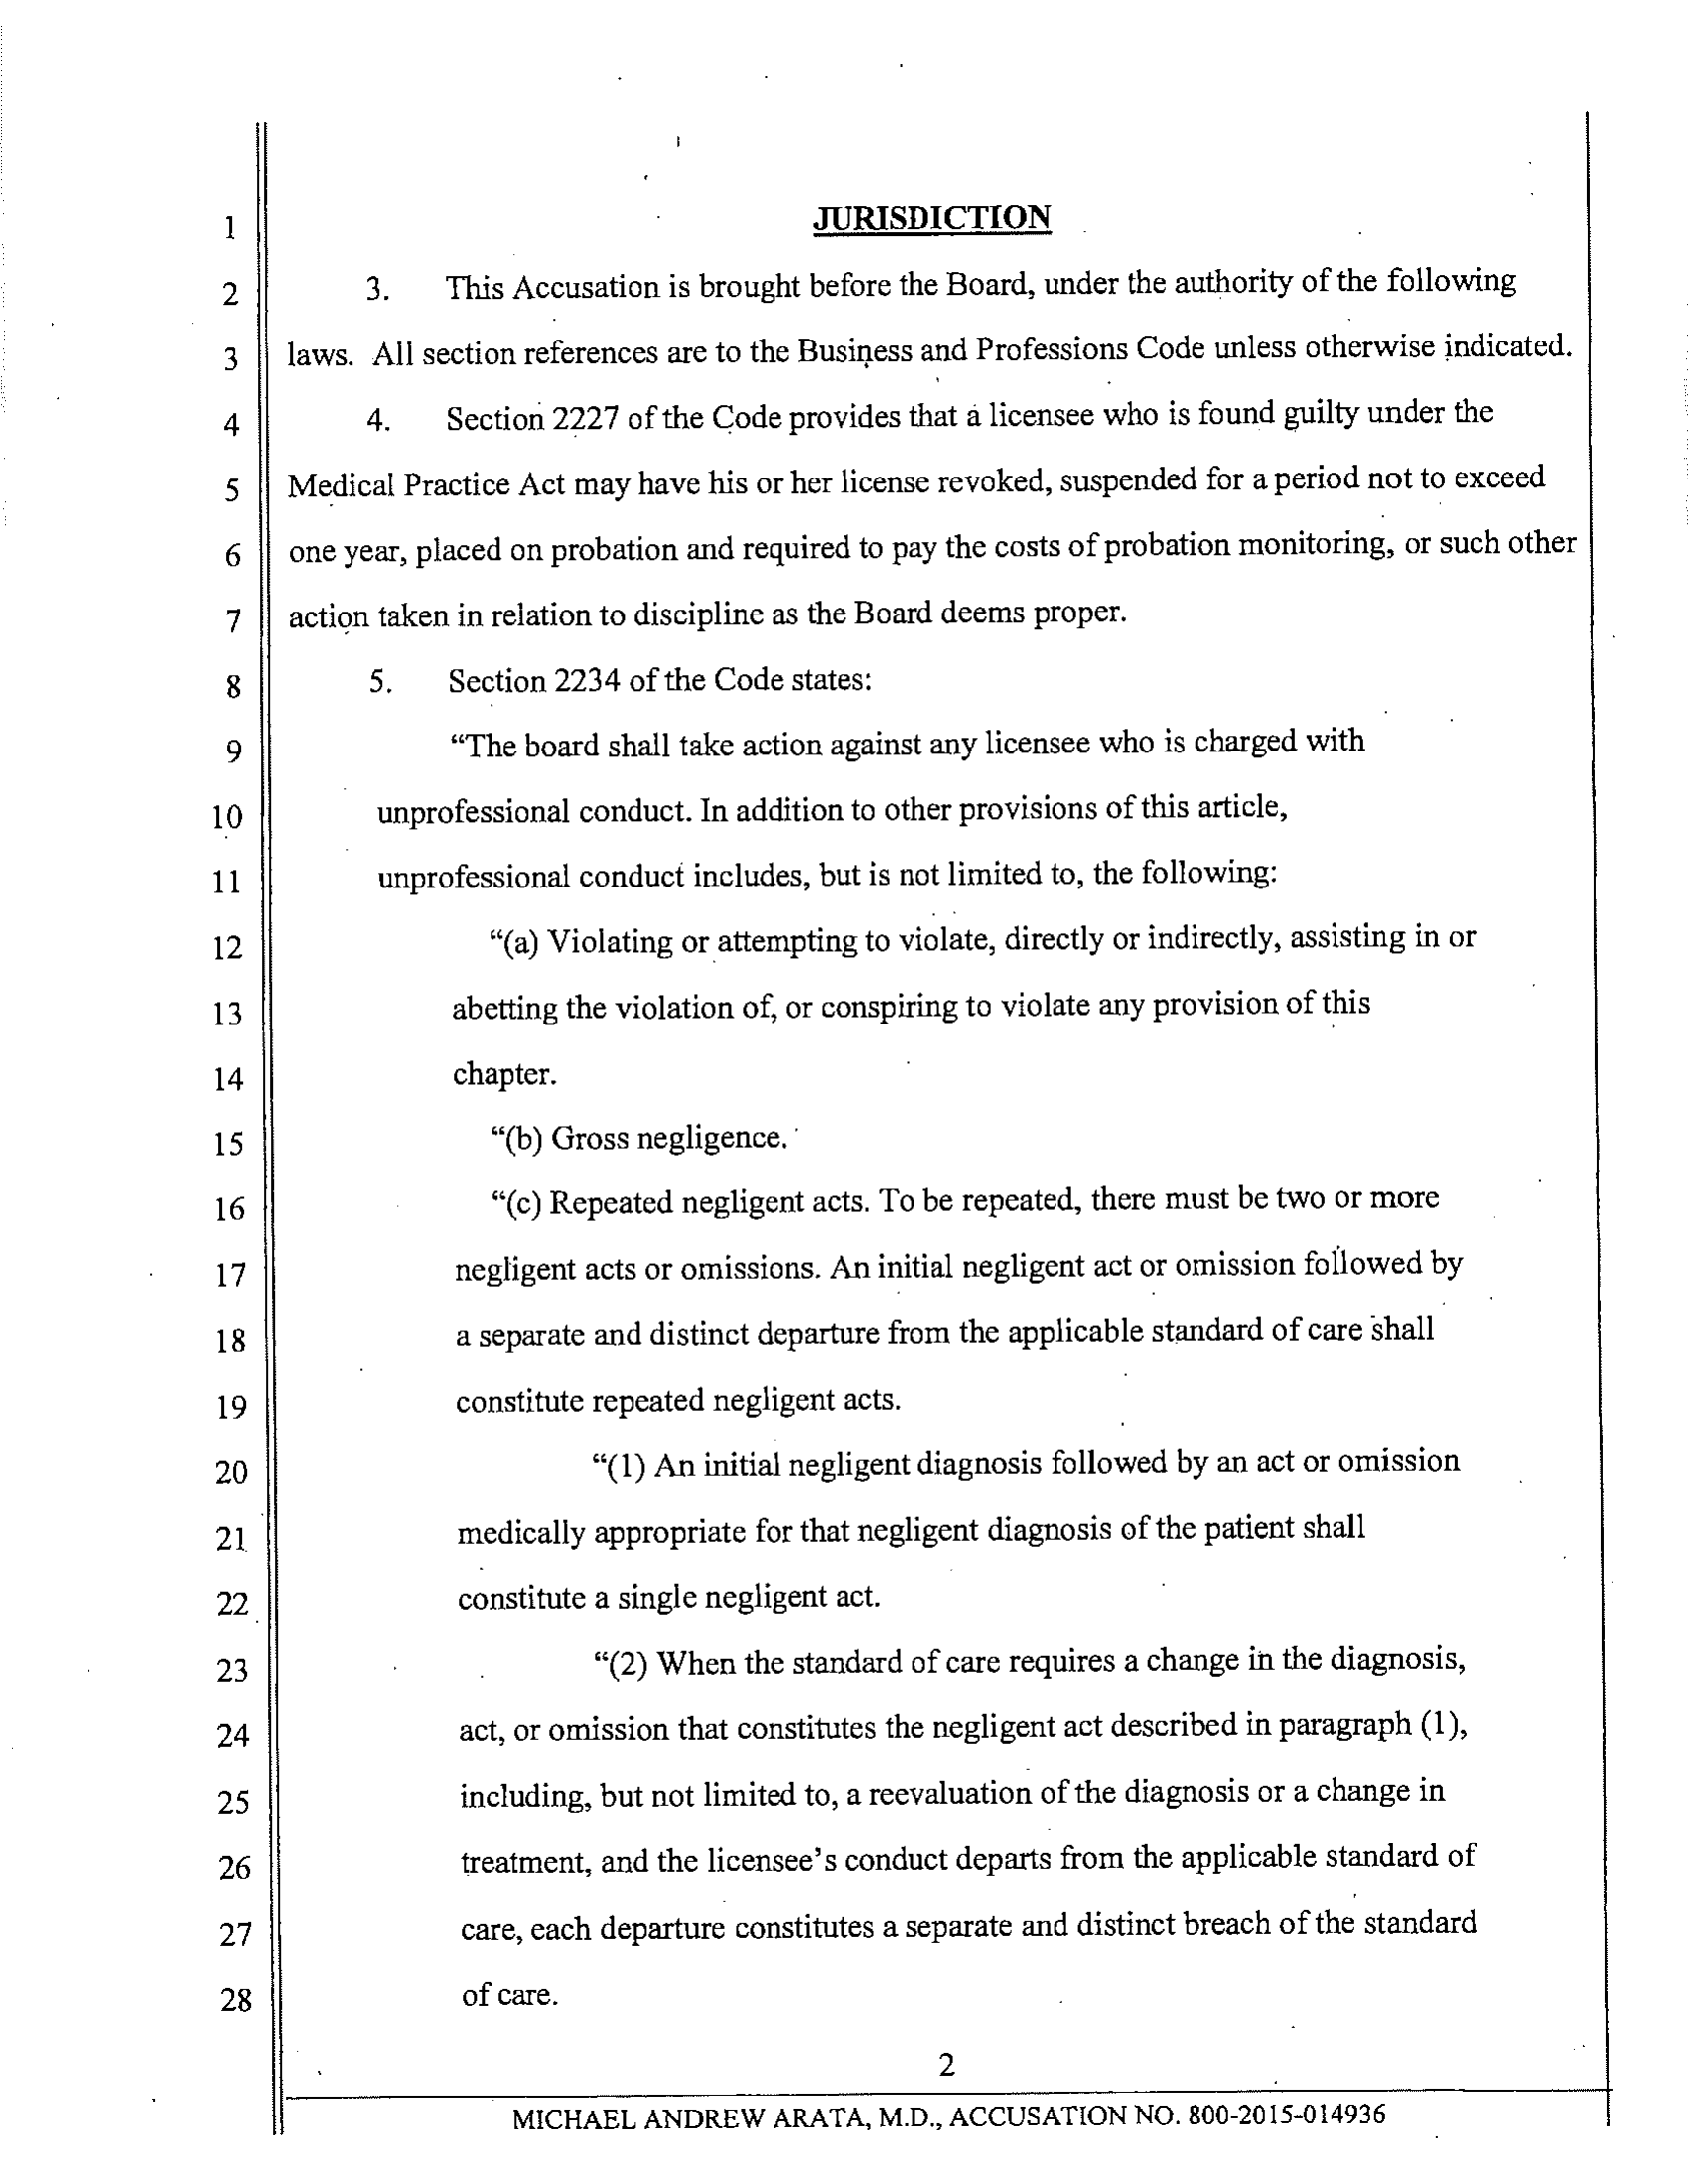 1 JURISDICTION
2 3. This Accusation is brought before the Board, under the authority of the following
3 laws. All section references are to the Business and Professions Code unless otherwise indicated.
4 4. Section 2227 of the Code provides that a licensee who is found guilty under the
5 Medical Practice Act may have his or her license revoked, suspended for a period not to exceed
6 one year, placed on probation and required to pay the costs of probation monitoring, or such other
7 action taken in relation to discipline as the Board deems proper.
8 5. Section 2234 of the Code states:
9 “The board shall take action against any licensee who is charged with
10 unprofessional conduct. In addition to other provisions of this article,
11 unprofessional conduct includes, but is not limited to, the following:
12 “(a) Violating or attempting to violate, directly or indirectly, assisting in or
13 abetting the violation of, or conspiring to violate any provision of this
14 chapter.
15 “(b) Gross negligence.
16 “(c) Repeated negligent acts. To be repeated, there must be two or more
17 negligent acts or omissions. An initial negligent act or omission followed by
18 a separate and distinct departure from the applicable standard of care shall
19 constitute repeated negligent acts.
20 “(1) An initial negligent diagnosis followed by an act or omission
21 medically appropriate for that negligent diagnosis of the patient shall
22 constitute a single negligent act.
23 “(2) When the standard of care requires a change in the diagnosis,
24 act, or omission that constitutes the negligent act described in paragraph (1),
25 including, but not limited to, a reevaluation of the diagnosis or a change in
26 treatment, and the licensee’s conduct departs from the applicable standard of
27 care, each departure constitutes a separate and distinct breach of the standard
28 of care.
2
MICHAEL ANDREW ARATA, M.D., ACCUSATION NO. 800-2015-014936